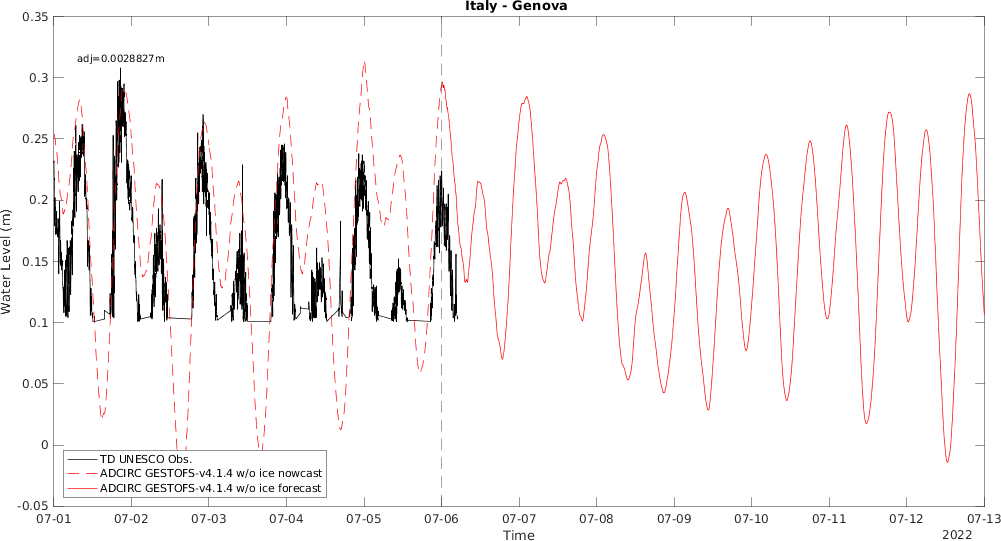 Italy - Genova
0.35
adj=0.0028827m
0.3
0.25
0.2
0.15
0.1
0.05
0
-0.05
Water Level (m)
TD UNESCO Obs.
ADCIRC GESTOFS-v4.1.4 w/o ice nowcast
ADCIRC GESTOFS-v4.1.4 w/o ice forecast
07-01 07-02 07-03 07-04 07-05 07-06 07-07 07-08 07-09 07-10 07-11 07-12 07-13
Time
2022